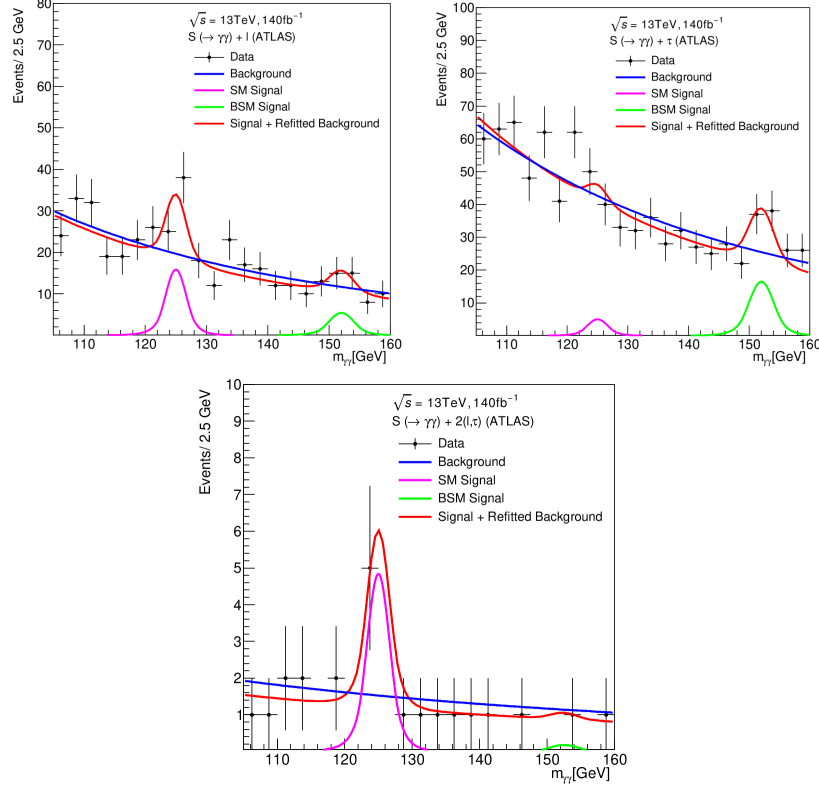 √s = 13TeV, 140fb⁻¹
S (→ γγ) + l (ATLAS)
Data
Background
SM Signal
BSM Signal
Signal + Refitted Background
Events/ 2.5 GeV
80
70
60
50
40
30
20
10
110 120 130 140 150 160
mγγ[GeV]
√s = 13TeV, 140fb⁻¹
S (→ γγ) + τ (ATLAS)
Data
Background
SM Signal
BSM Signal
Signal + Refitted Background
Events/ 2.5 GeV
100
90
80
70
60
50
40
30
20
10
110 120 130 140 150 160
mγγ[GeV]
√s = 13TeV, 140fb⁻¹
S (→ γγ) + 2(l,τ) (ATLAS)
Data
Background
SM Signal
BSM Signal
Signal + Refitted Background
Events/ 2.5 GeV
10
9
8
7
6
5
4
3
2
1
110 120 130 140 150 160
mγγ[GeV]